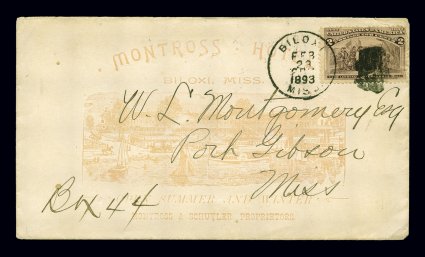 MONTROSS H
BILOXI, MISS.
BILOXI
FEB
23
1893
MISS
W. L. Montgomery Esq
Port Gibson
Miss
Box 44
SUMMER AND WINTER
MONTROSS & SCHUYLER PROPRIETORS